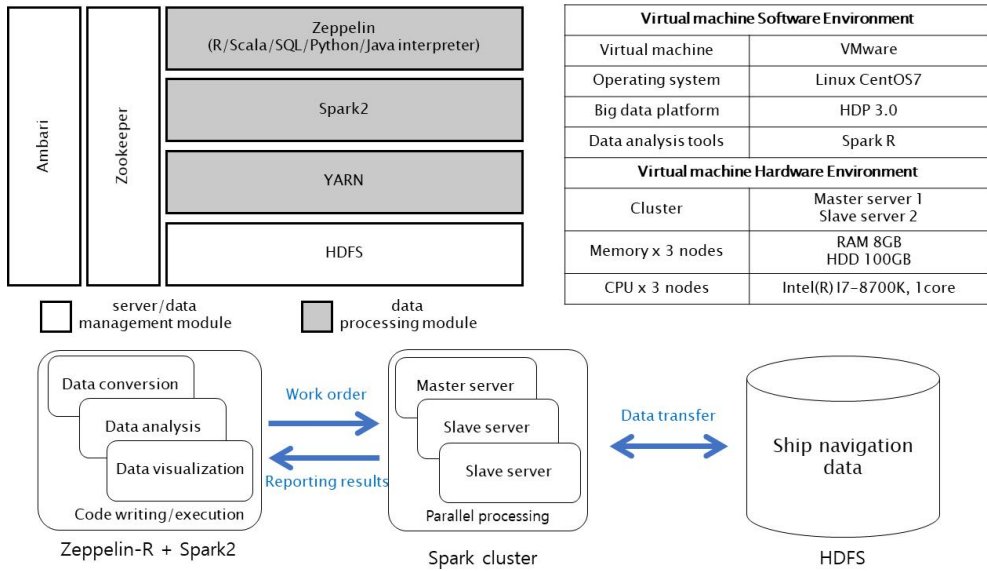 Ambari
Zookeeper
Zeppelin
(R/Scala/SQL/Python/Java interpreter)
Spark2
YARN
HDFS
server/data
management module
data
processing module
Virtual machine Software Environment
Virtual machine VMware
Operating system Linux CentOS7
Big data platform HDP 3.0
Data analysis tools Spark R
Virtual machine Hardware Environment
Cluster Master server 1
Slave server 2
Memory x 3 nodes RAM 8GB
HDD 100GB
CPU x 3 nodes Intel(R) I7-8700K, 1core
Data conversion
Data analysis
Data visualization
Code writing/execution
Zeppelin-R + Spark2
Work order
Reporting results
Master server
Slave server
Slave server
Parallel processing
Spark cluster
Data transfer
Ship navigation
data
HDFS